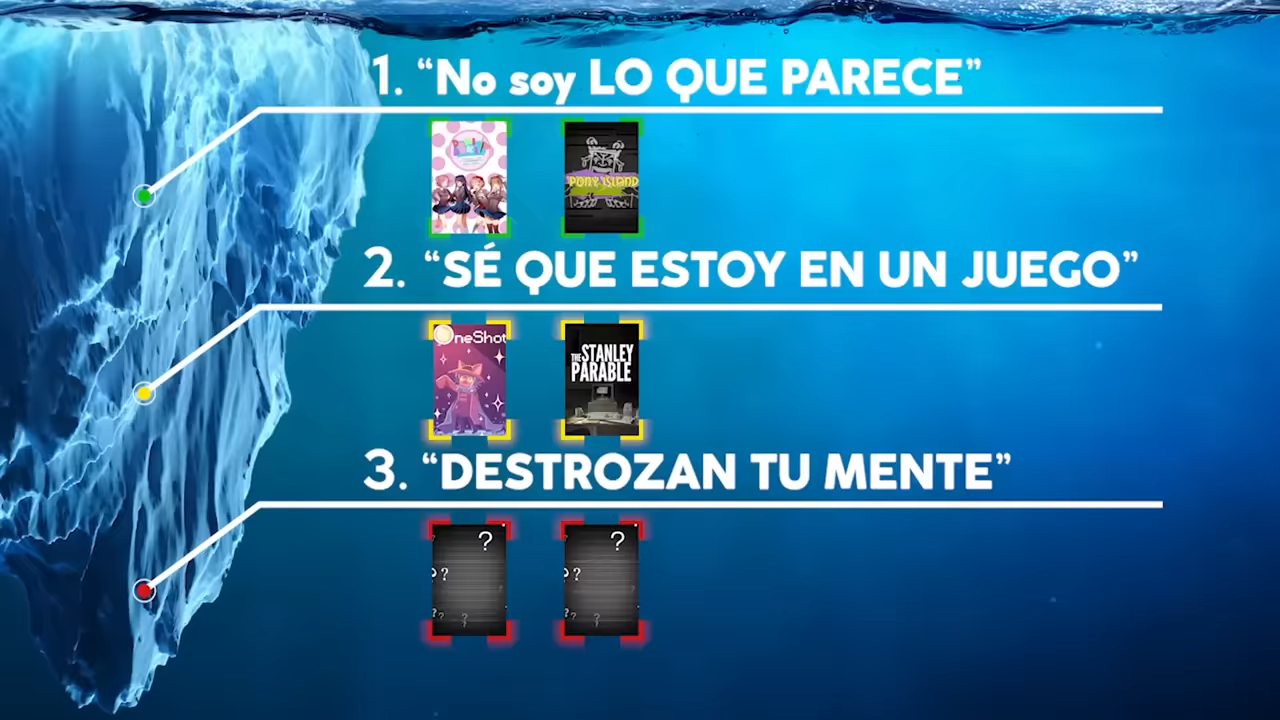 1. “No soy LO QUE PARECE”
PONY ISLAND
2. “SÉ QUE ESTOY EN UN JUEGO”
OneShot
THE STANLEY
PARABLE
3. “DESTROZAN TU MENTE”
?
?
? ?
? ?
? ? ?
? ? ?